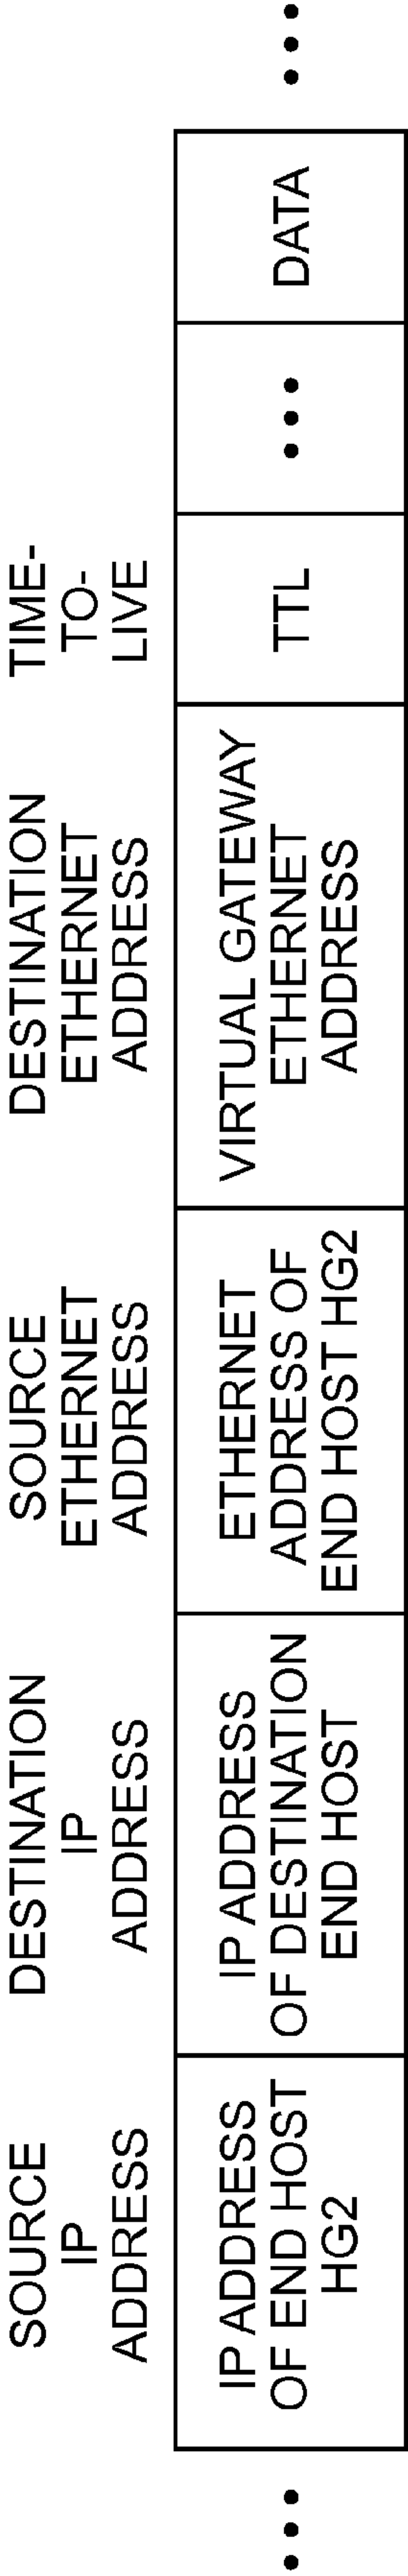 SOURCE
IP
ADDRESS
DESTINATION
IP
ADDRESS
SOURCE
ETHERNET
ADDRESS
DESTINATION
ETHERNET
ADDRESS
TIME-
TO-
LIVE
••• 
IP ADDRESS
OF END HOST
HG2
IP ADDRESS
OF DESTINATION
END HOST
ETHERNET
ADDRESS OF
END HOST HG2
VIRTUAL GATEWAY
ETHERNET
ADDRESS
TTL
•••
DATA
•••